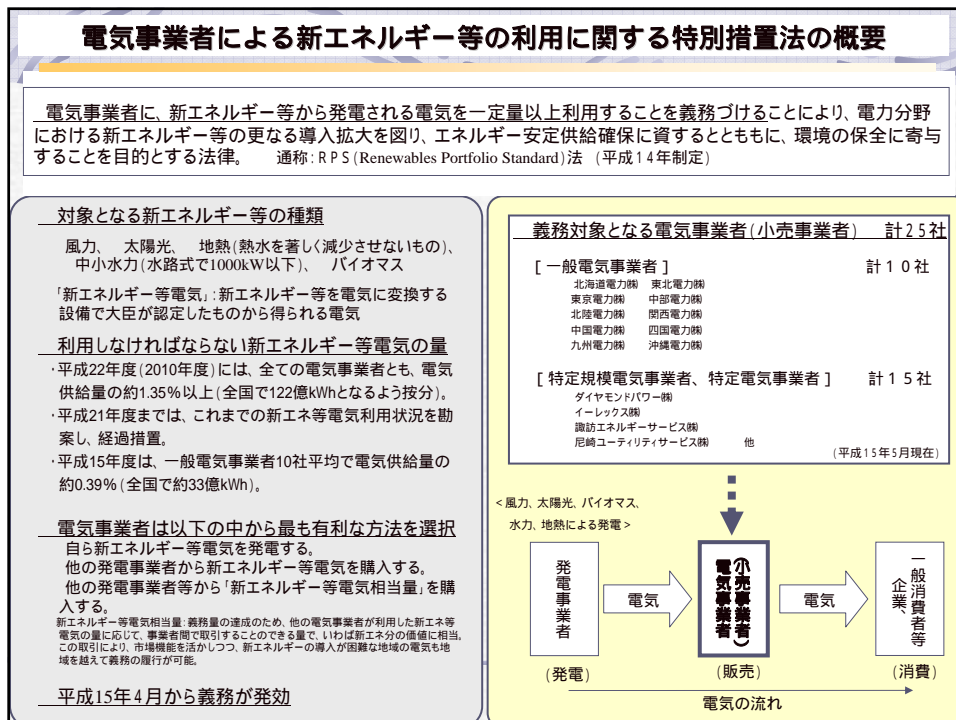 電気事業者による新エネルギー等の利用に関する特別措置法の概要
電気事業者に、新エネルギー等から発電される電気を一定量以上利用することを義務づけることにより、電力分野
における新エネルギー等の更なる導入拡大を図り、エネルギー安定供給確保に資するとともに、環境の保全に寄与
することを目的とする法律。　通称：RPS(Renewables Portfolio Standard)法（平成14年制定）
対象となる新エネルギー等の種類
風力、　太陽光、　地熱(熱水を著しく減少させないもの)、
中小水力(水路式で1000kW以下)、　バイオマス
「新エネルギー等電気」：新エネルギー等を電気に変換する
設備で大臣が認定したものから得られる電気
利用しなければならない新エネルギー等電気の量
・平成22年度(2010年度)には、全ての電気事業者とも、電気
供給量の約1.35%以上(全国で122億kWhとなるよう按分)。
・平成21年度までは、これまでの新エネ等電気利用状況を勘
案し、経過措置。
・平成15年度は、一般電気事業者10社平均で電気供給量の
約0.39%(全国で約33億kWh)。
電気事業者は以下の中から最も有利な方法を選択
自ら新エネルギー等電気を発電する。
他の発電事業者から新エネルギー等電気を購入する。
他の発電事業者等から「新エネルギー等電気相当量」を購
入する。
新エネルギー等電気相当量：義務量の達成のため、他の電気事業者が利用した新エネ等
電気の量に応じて、事業者間で取引することのできる量で、いわば新エネ分の価値に相当。
この取引により、市場機能を活かしつつ、新エネルギーの導入が困難な地域の電気も地
域を越えて義務の履行が可能。
平成15年4月から義務が発効
義務対象となる電気事業者(小売事業者)　計25社
[一般電気事業者]　計10社
北海道電力㈱　東北電力㈱
東京電力㈱　中部電力㈱
北陸電力㈱　関西電力㈱
中国電力㈱　四国電力㈱
九州電力㈱　沖縄電力㈱
[特定規模電気事業者、特定電気事業者]　計15社
ダイヤモンドパワー㈱
イーレックス㈱
諏訪エネルギーサービス㈱
尼崎ユーティリティサービス㈱　他
(平成15年5月現在)
<風力、太陽光、バイオマス、
水力、地熱による発電>
発電事業者
電気
電気事業者
(小売事業者)
電気
企業、
一般消費者等
(発電)
(販売)
(消費)
電気の流れ